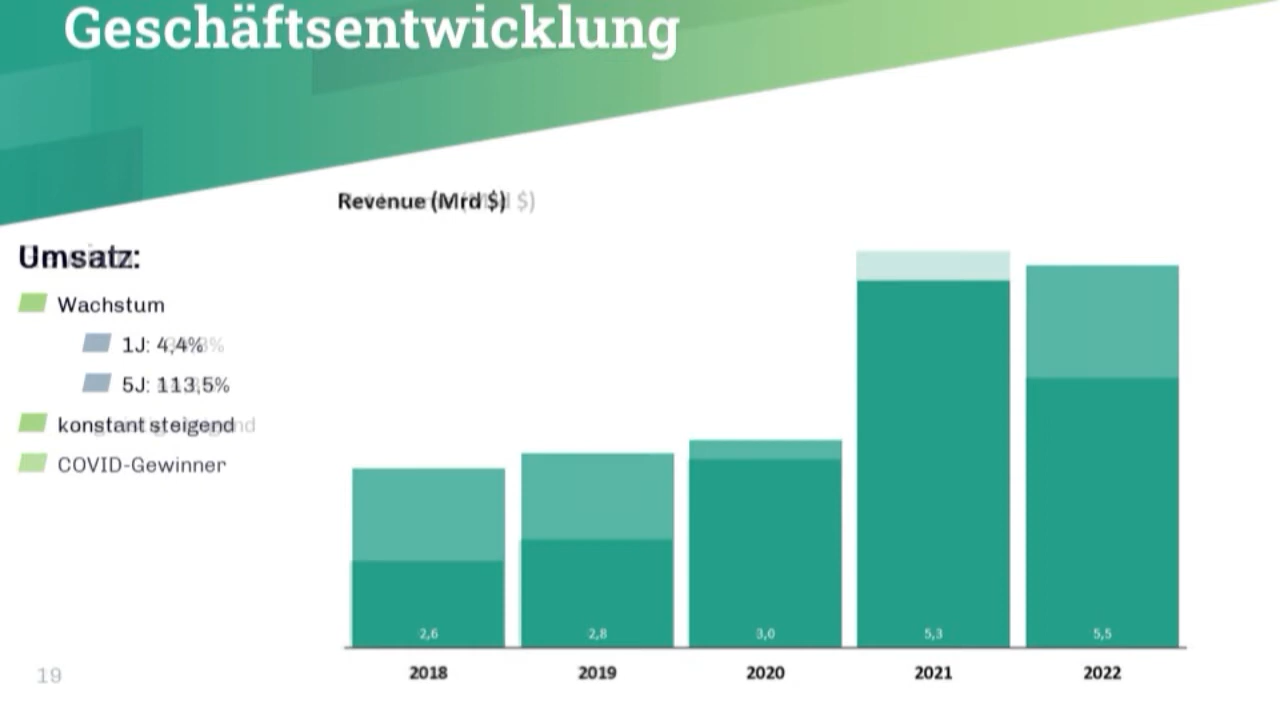 Geschäftsentwicklung
Revenue (Mrd $)
Umsatz:
Wachstum
1J: 4,4%
5J: 113,5%
konstant steigend
COVID-Gewinner
2,6
2,8
3,0
5,3
5,5
2018
2019
2020
2021
2022
19